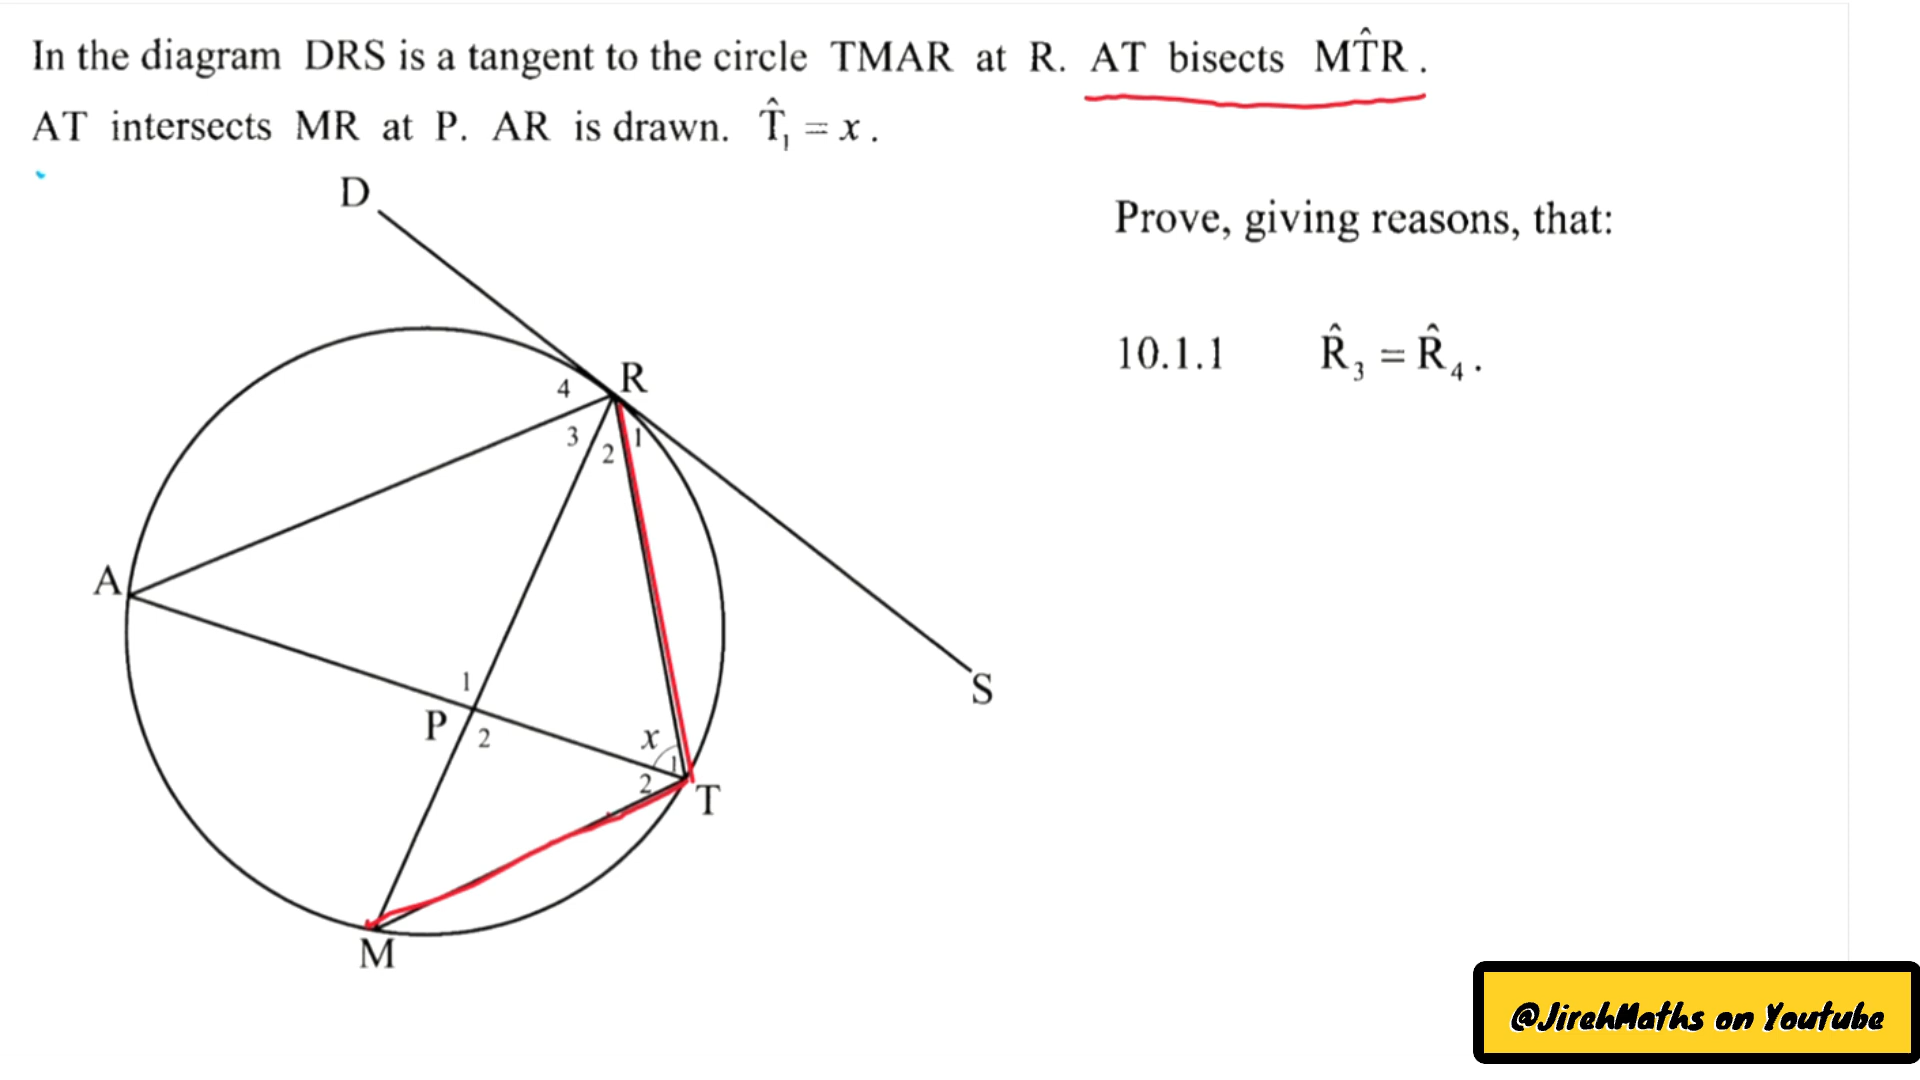 In the diagram DRS is a tangent to the circle TMAR at R. AT bisects MT̂R.
AT intersects MR at P. AR is drawn. T̂₁ = x.
D
Prove, giving reasons, that:
10.1.1 R̂₃ = R̂₄.
R
4
3
2
1
A
1
P
2
x
1
2
T
S
M
@JirehMaths on Youtube